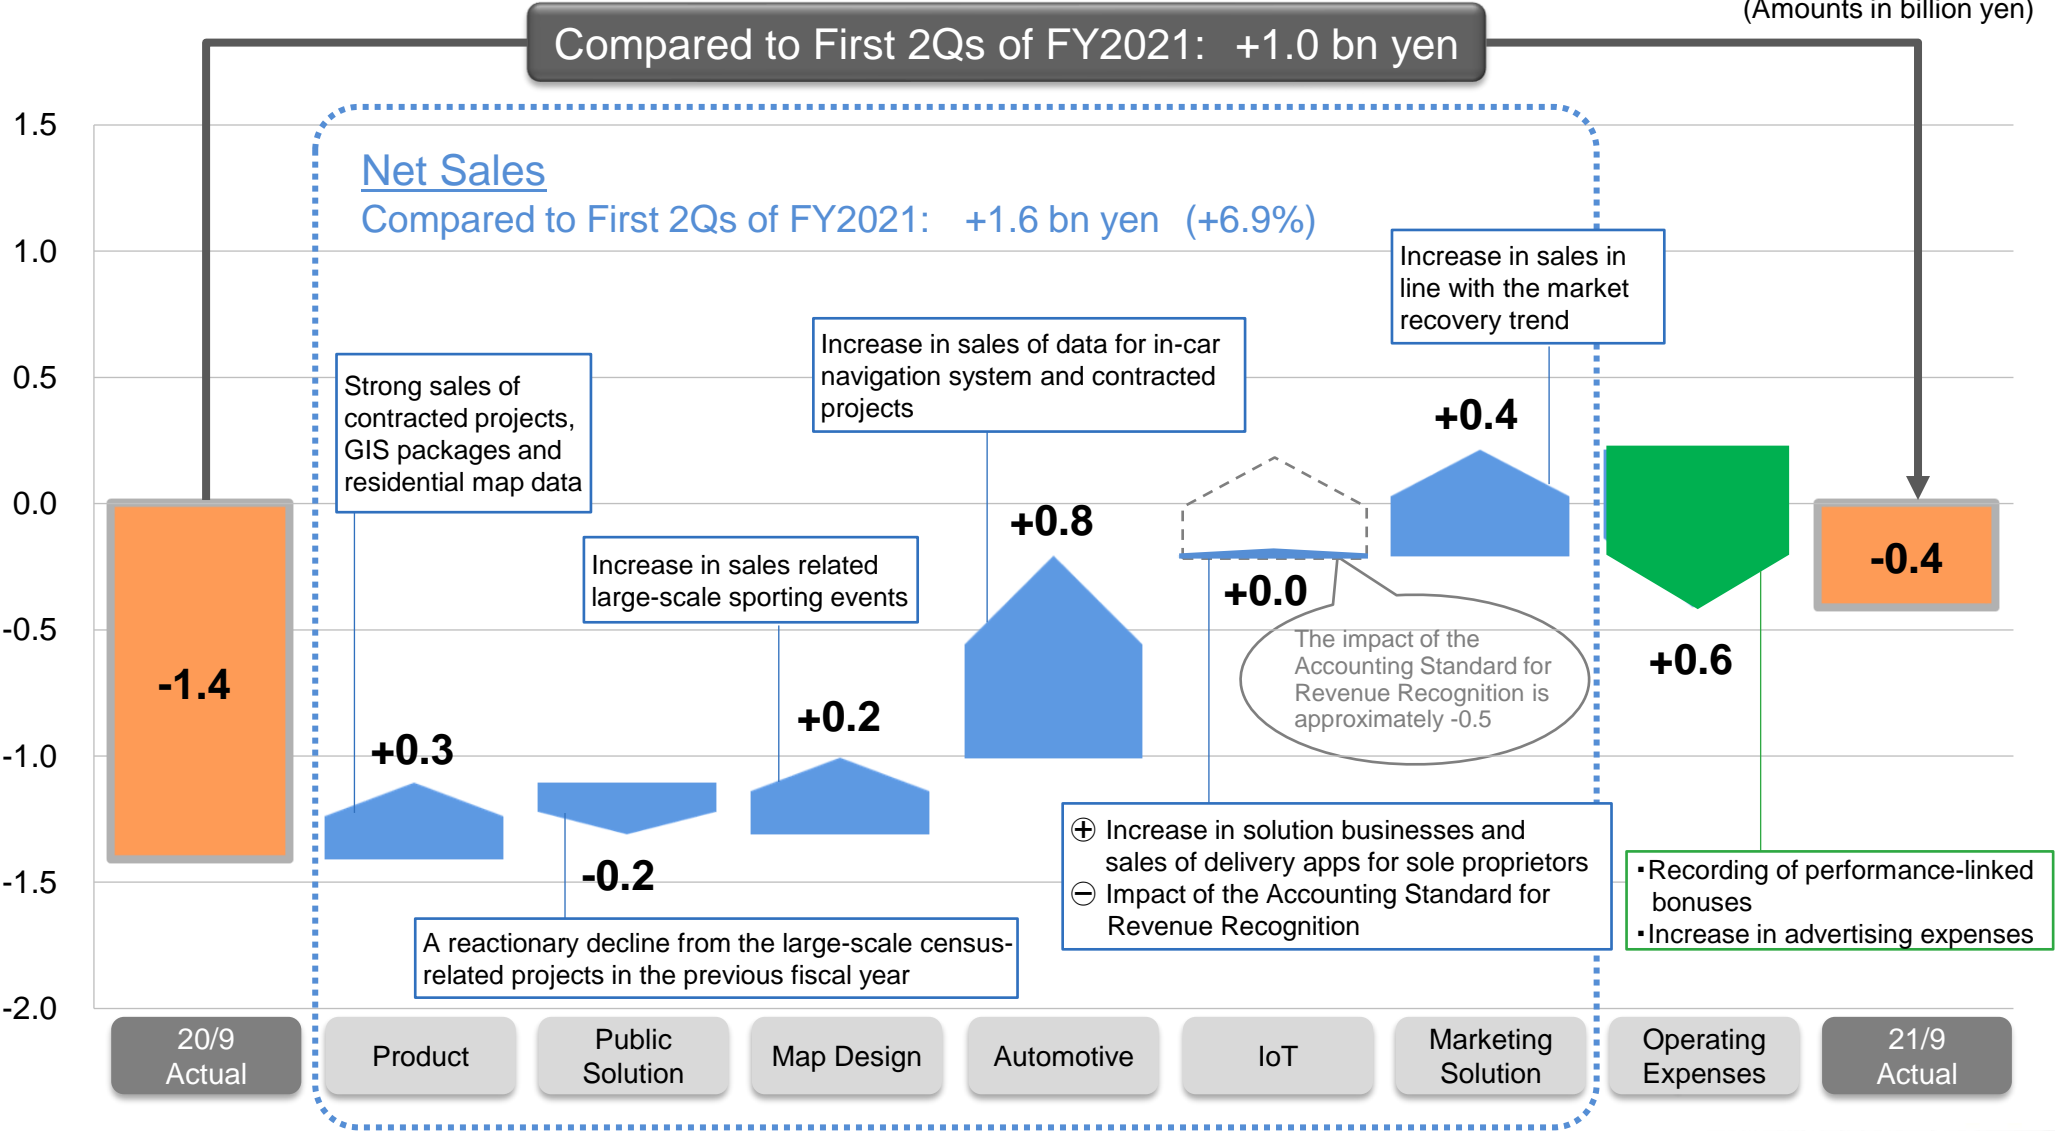 (Amounts in billion yen)
Compared to First 2Qs of FY2021: +1.0 bn yen
Net Sales
Compared to First 2Qs of FY2021: +1.6 bn yen (+6.9%)
1.5
1.0
0.5
0.0
-0.5
-1.0
-1.5
-2.0
-1.4
Strong sales of
contracted projects,
GIS packages and
residential map data
+0.3
-0.2
A reactionary decline from the large-scale census-
related projects in the previous fiscal year
Increase in sales related
large-scale sporting events
+0.2
Increase in sales of data for in-car
navigation system and contracted
projects
+0.8
+0.0
The impact of the
Accounting Standard for
Revenue Recognition is
approximately -0.5
⊕ Increase in solution businesses and
sales of delivery apps for sole proprietors
⊖ Impact of the Accounting Standard for
Revenue Recognition
Increase in sales in
line with the market
recovery trend
+0.4
+0.6
・Recording of performance-linked
bonuses
・Increase in advertising expenses
-0.4
20/9
Actual
Product
Public
Solution
Map Design
Automotive
IoT
Marketing
Solution
Operating
Expenses
21/9
Actual